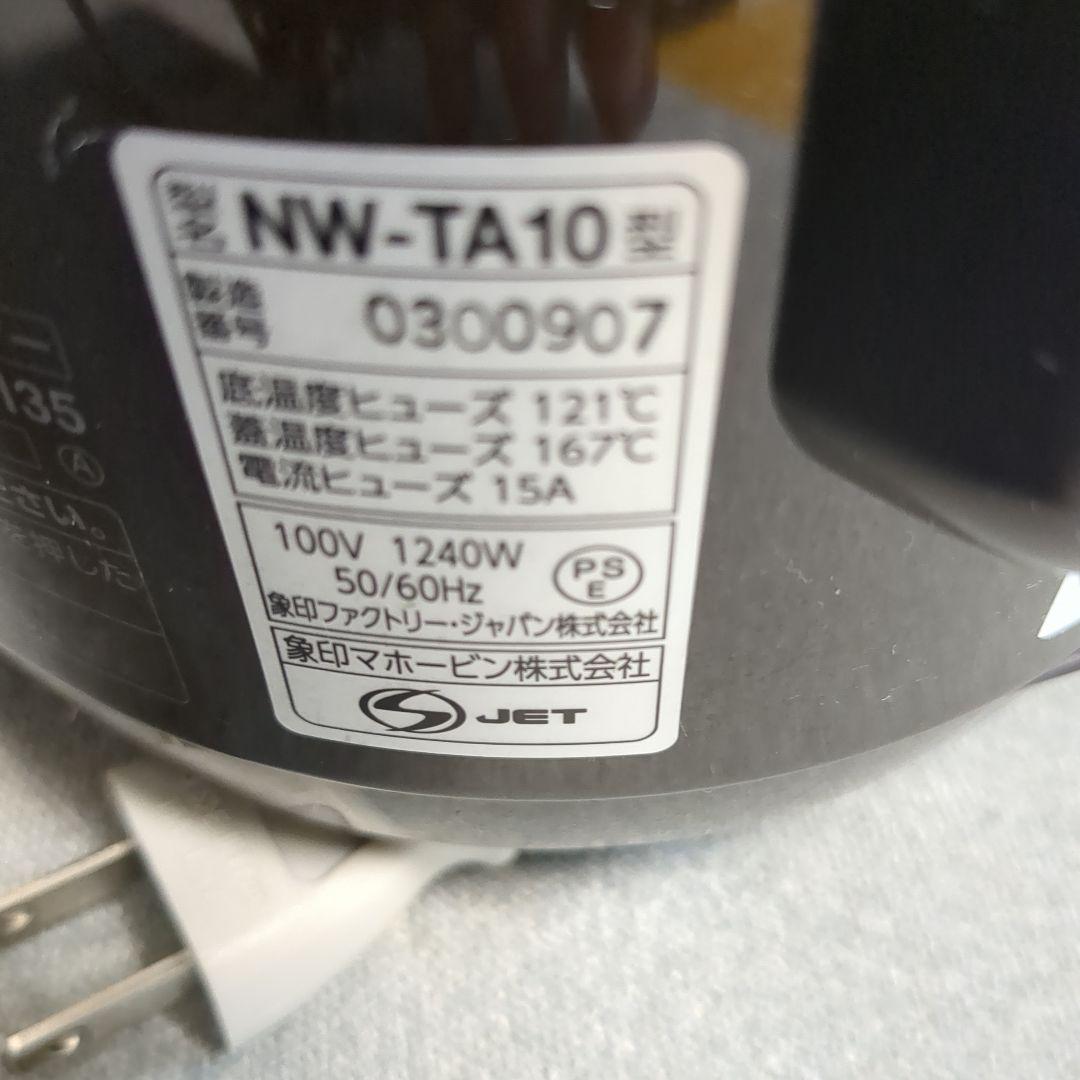 型名 NW-TA10 型
製造番号 0300907
底温度ヒューズ 121℃
蓋温度ヒューズ 167℃
電流ヒューズ 15A
100V 1240W
50/60Hz
PSE
象印ファクトリー・ジャパン株式会社
象印マホービン株式会社
JET
135
A
さい。
を押した